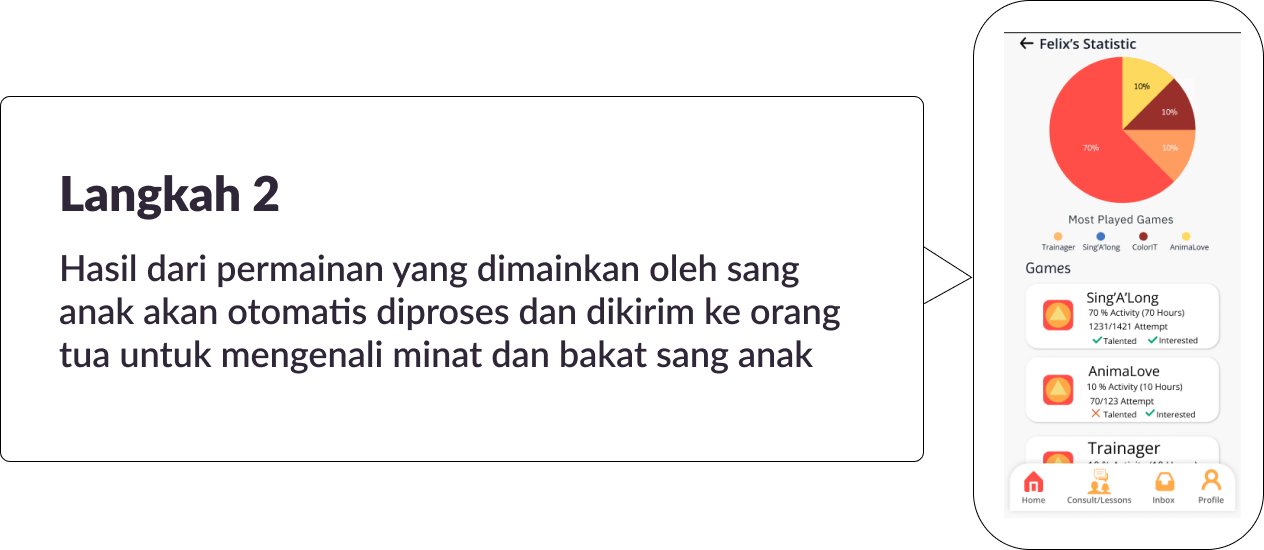 Langkah 2
Hasil dari permainan yang dimainkan oleh sang
anak akan otomatis diproses dan dikirim ke orang
tua untuk mengenali minat dan bakat sang anak
Felix's Statistic
10%
10%
70%
10%
Most Played Games
Trainager Sing'A'long ColorIT AnimaLove
Games
Sing'A'Long
70 % Activity (70 Hours)
1231/1421 Attempt
Talented Interested
AnimaLove
10 % Activity (10 Hours)
70/123 Attempt
Talented Interested
Trainager
Home Consult/Lessons Inbox Profile